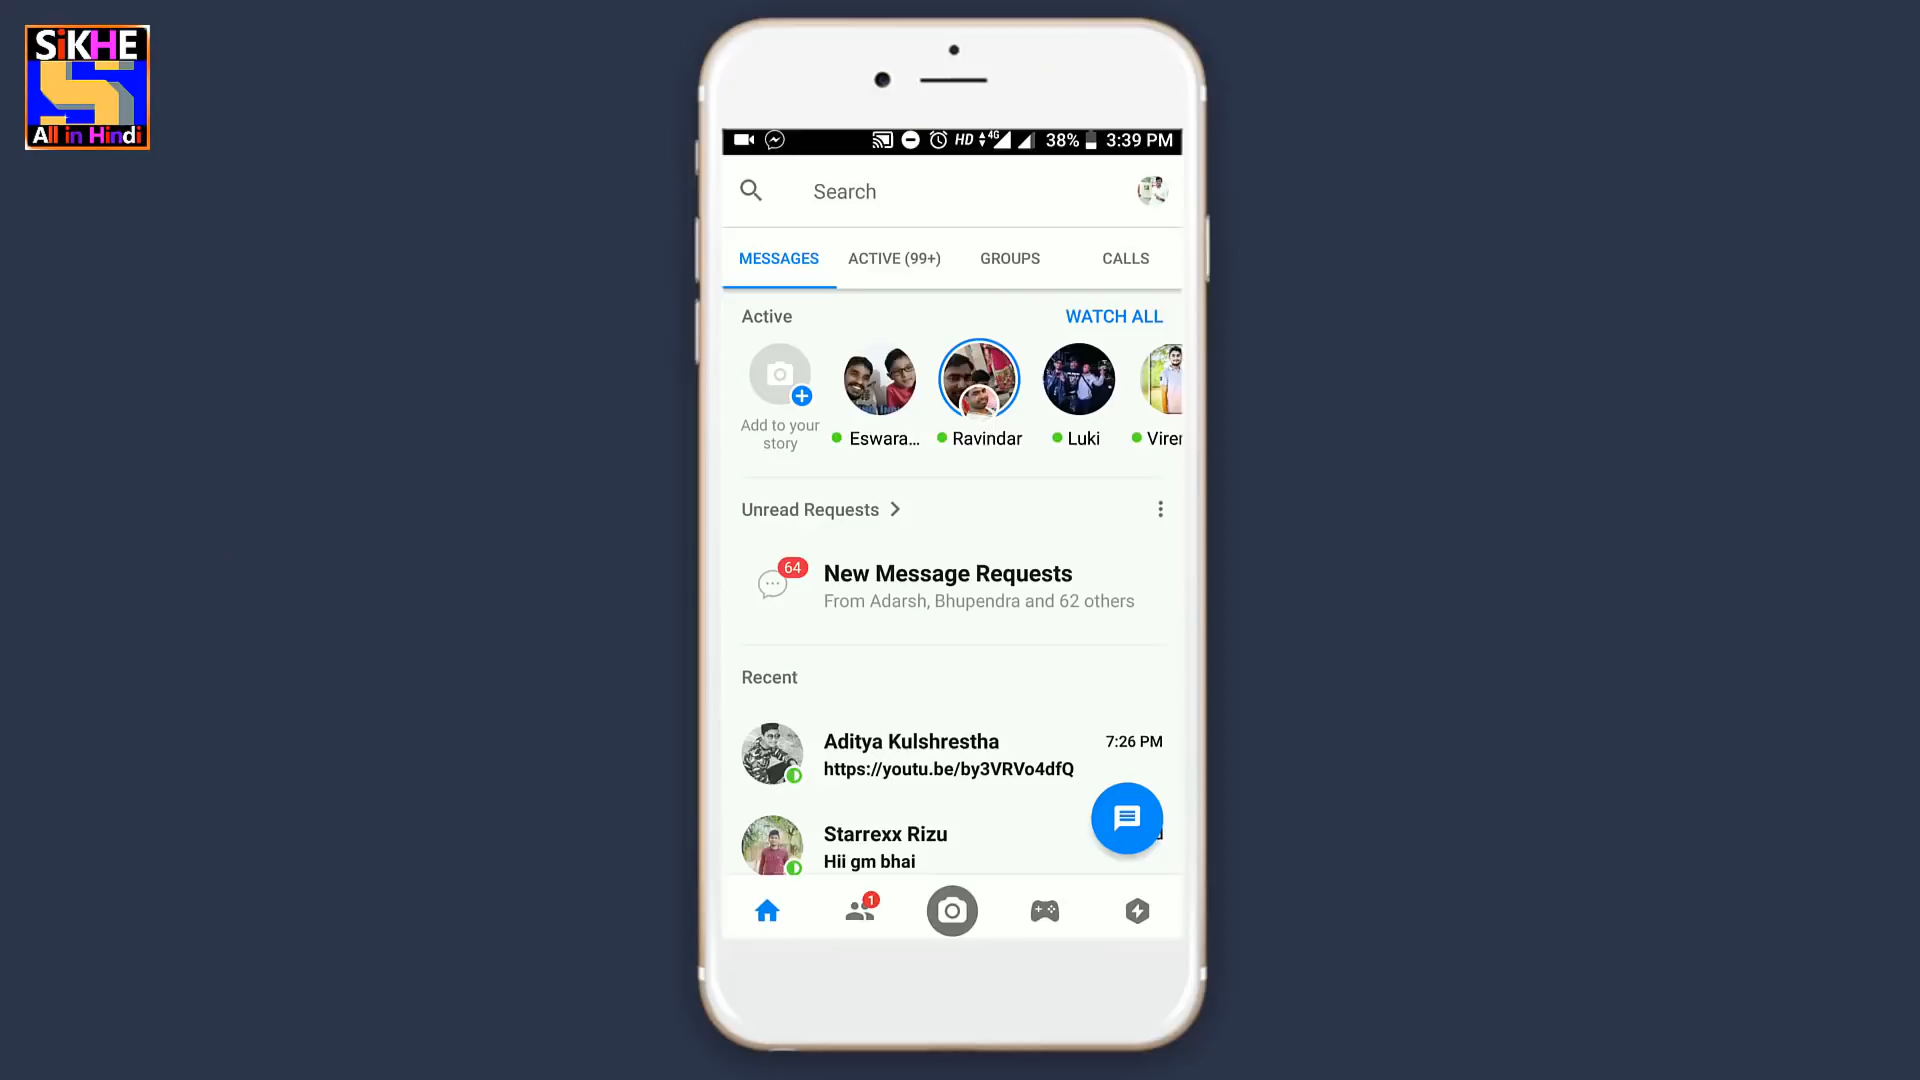 SiKHE
All in Hindi
HD 4G 38% 3:39 PM
Search
MESSAGES ACTIVE (99+) GROUPS CALLS
Active WATCH ALL
Add to your
story
Eswara... Ravindar Luki Viren
Unread Requests
64
New Message Requests
From Adarsh, Bhupendra and 62 others
Recent
Aditya Kulshrestha 7:26 PM
https://youtu.be/by3VRVo4dfQ
Starrexx Rizu
Hii gm bhai
1